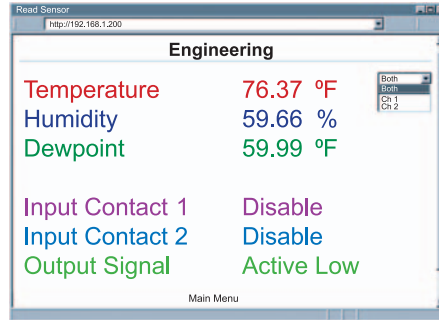 Read Sensor
http://192.168.1.200
Engineering
Temperature 76.37 ºF
Humidity 59.66 %
Dewpoint 59.99 ºF
Both
Both
Ch 1
Ch 2
Input Contact 1 Disable
Input Contact 2 Disable
Output Signal Active Low
Main Menu